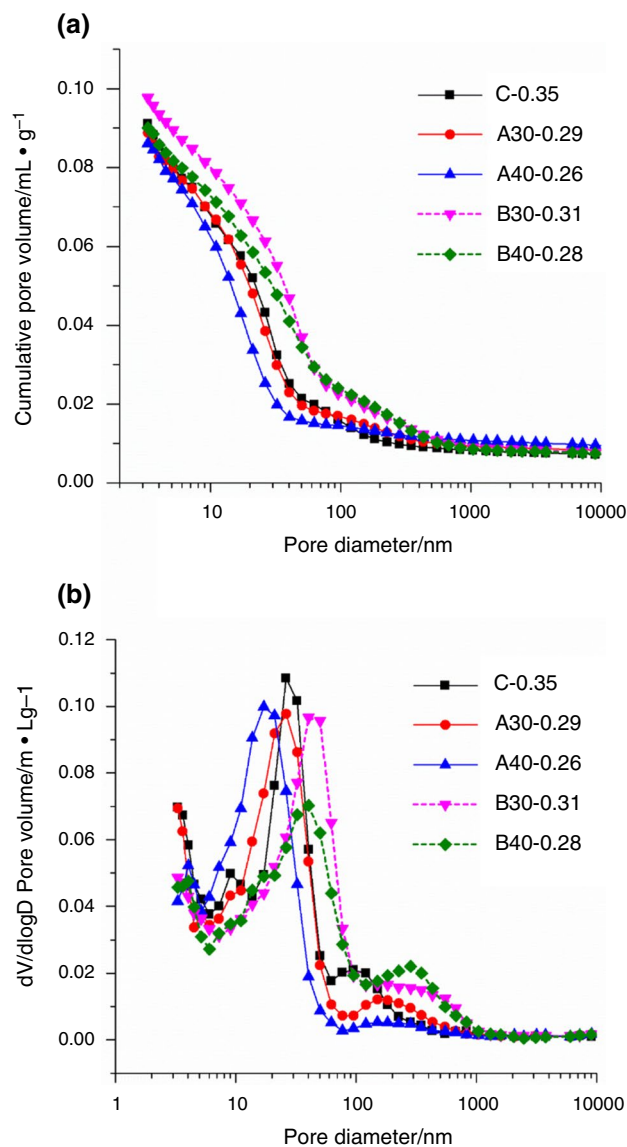 (a)
0.10
0.08
0.06
0.04
0.02
0.00
Cumulative pore volume/mL • g⁻¹
C-0.35
A30-0.29
A40-0.26
B30-0.31
B40-0.28
10 100 1000 10000
Pore diameter/nm
(b)
0.12
0.10
0.08
0.06
0.04
0.02
0.00
dV/dlogD Pore volume/m • Lg–1
C-0.35
A30-0.29
A40-0.26
B30-0.31
B40-0.28
1 10 100 1000 10000
Pore diameter/nm